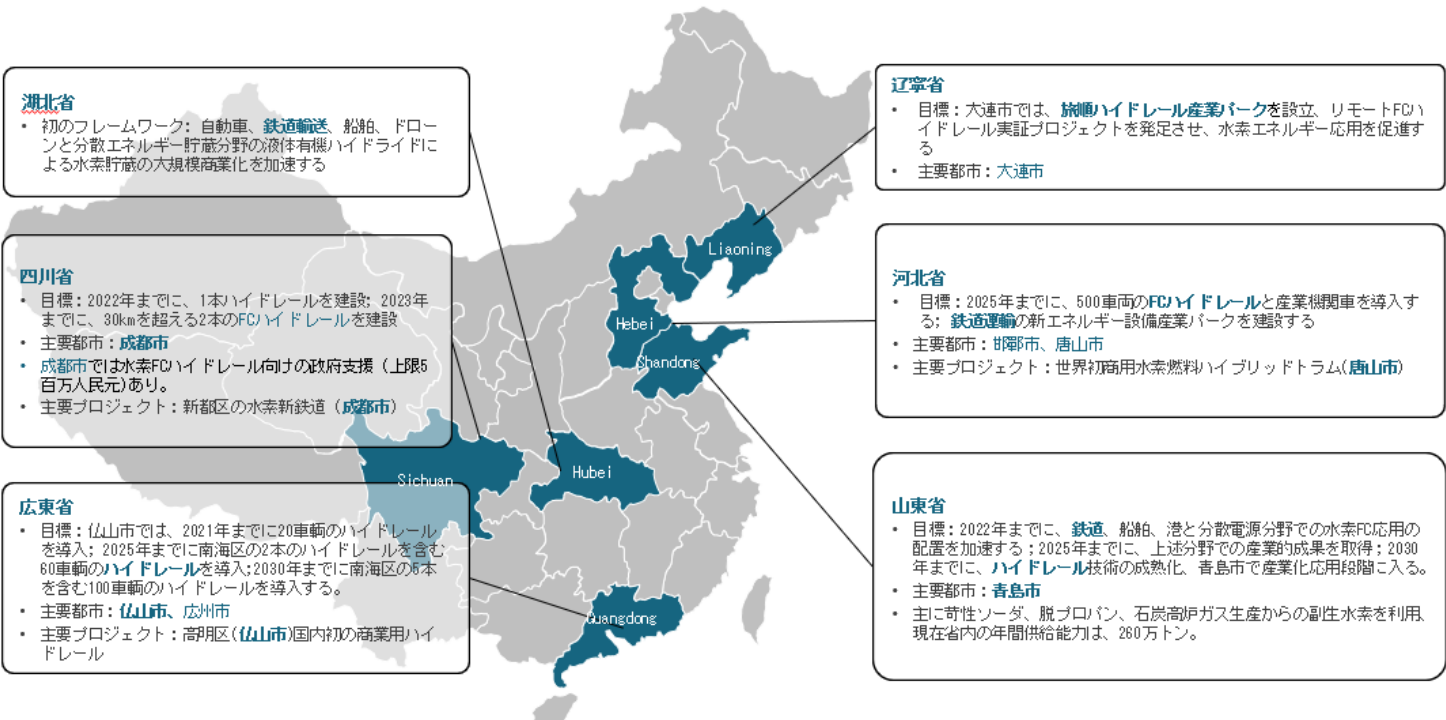 湖北省
• 初のフレームワーク: 自動車、鉄道輸送、船舶、ドロー
ンと分散エネルギー貯蔵分野の液体有機ハイドライドに
よる水素貯蔵の大規模商業化を加速する
四川省
• 目標：2022年までに、1本ハイドレールを建設; 2023年
までに、30kmを超える2本のFCハイドレールを建設
• 主要都市：成都市
• 成都市では水素FCハイドレール向けの政府支援（上限5
百万人民元)あり。
• 主要プロジェクト：新都区の水素新鉄道（成都市）
広東省
• 目標：仏山市では、2021年までに20車輌のハイドレール
を導入; 2025年までに南海区の2本のハイドレールを含む
60車輌のハイドレールを導入;2030年までに南海区の5本
を含む100車輌のハイドレールを導入する。
• 主要都市：仏山市、広州市
• 主要プロジェクト：高明区(仏山市)国内初の商業用ハイ
ドレール
辽宁省
• 目標：大連市では、旅順ハイドレール産業パークを設立、リモートFCハ
イドレール実証プロジェクトを発足させ、水素エネルギー応用を促進す
る
• 主要都市：大連市
河北省
• 目標：2025年までに、500車両のFCハイドレールと産業機関車を導入す
る; 鉄道運輸の新エネルギー設備産業パークを建設する
• 主要都市：邯鄲市、唐山市
• 主要プロジェクト：世界初商用水素燃料ハイブリッドトラム(唐山市)
山東省
• 目標：2022年までに、鉄道、船舶、港と分散電源分野での水素FC応用の
配置を加速する；2025年までに、上述分野での産業的成果を取得；2030
年までに、ハイドレール技術の成熟化、青島市で産業化応用段階に入る。
• 主要都市：青島市
• 主に苛性ソーダ、脱プロパン、石炭高炉ガス生産からの副生水素を利用、
現在省内の年間供給能力は、260万トン。
Liaoning
Hebei
Shandong
Sichuan
Hubei
Guangdong